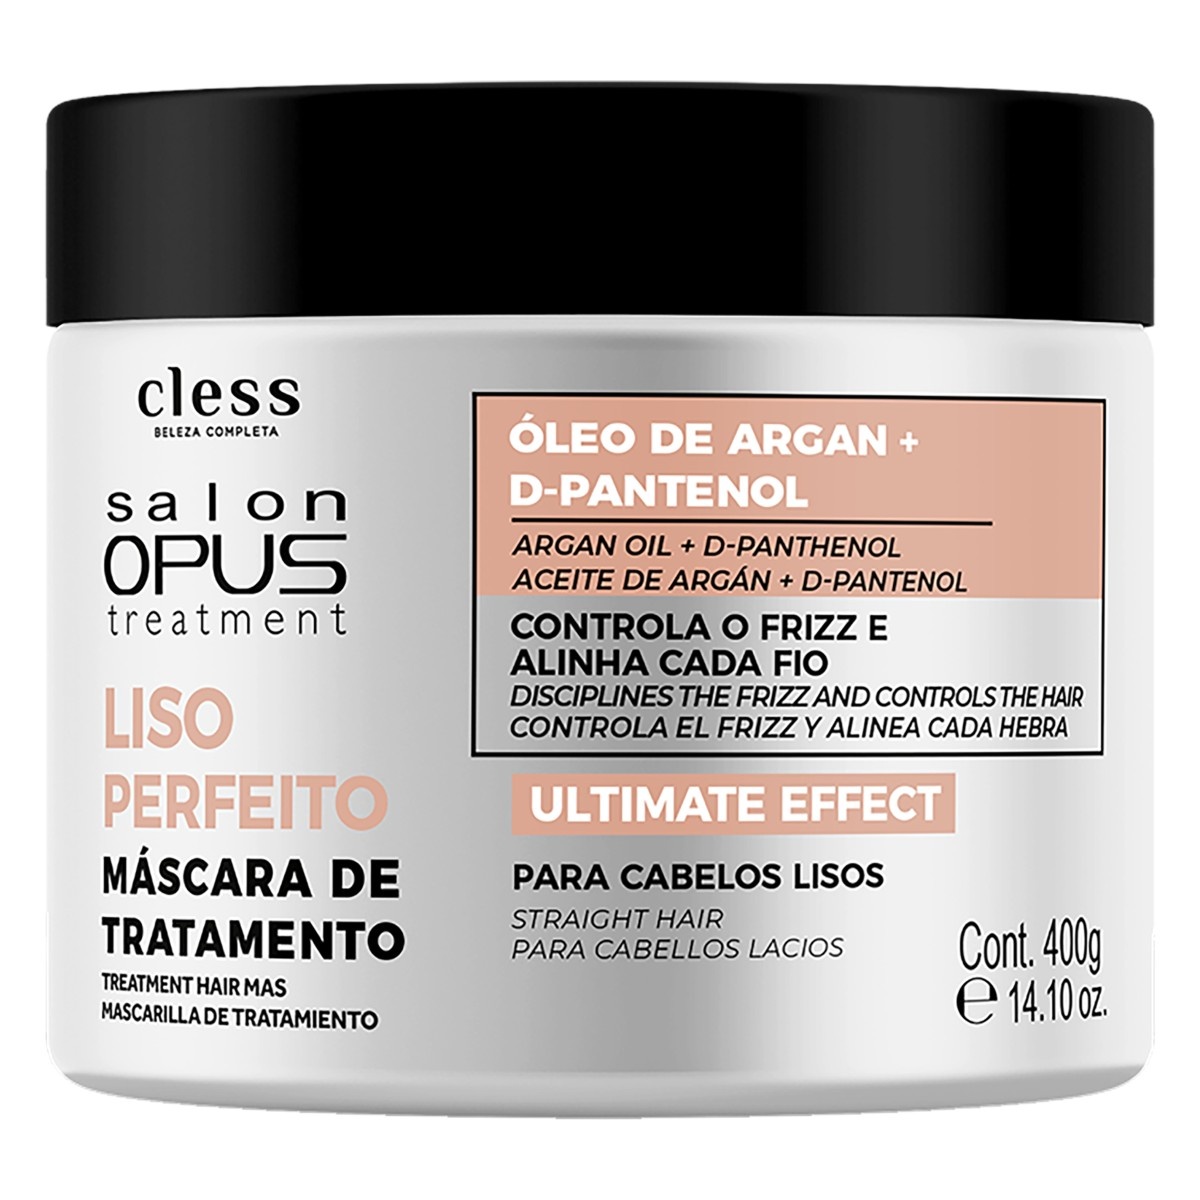 cless
BELEZA COMPLETA
salon
OPUS
treatment
LISO
PERFEITO
MÁSCARA DE
TRATAMENTO
TREATMENT HAIR MAS
MASCARILLA DE TRATAMIENTO
ÓLEO DE ARGAN +
D-PANTENOL
ARGAN OIL + D-PANTHENOL
ACEITE DE ARGÁN + D-PANTENOL
CONTROLA O FRIZZ E
ALINHA CADA FIO
DISCIPLINES THE FRIZZ AND CONTROLS THE HAIR
CONTROLA EL FRIZZ Y ALINEA CADA HEBRA
ULTIMATE EFFECT
PARA CABELOS LISOS
STRAIGHT HAIR
PARA CABELLOS LACIOS
Cont. 400g
℮ 14.10 oz.